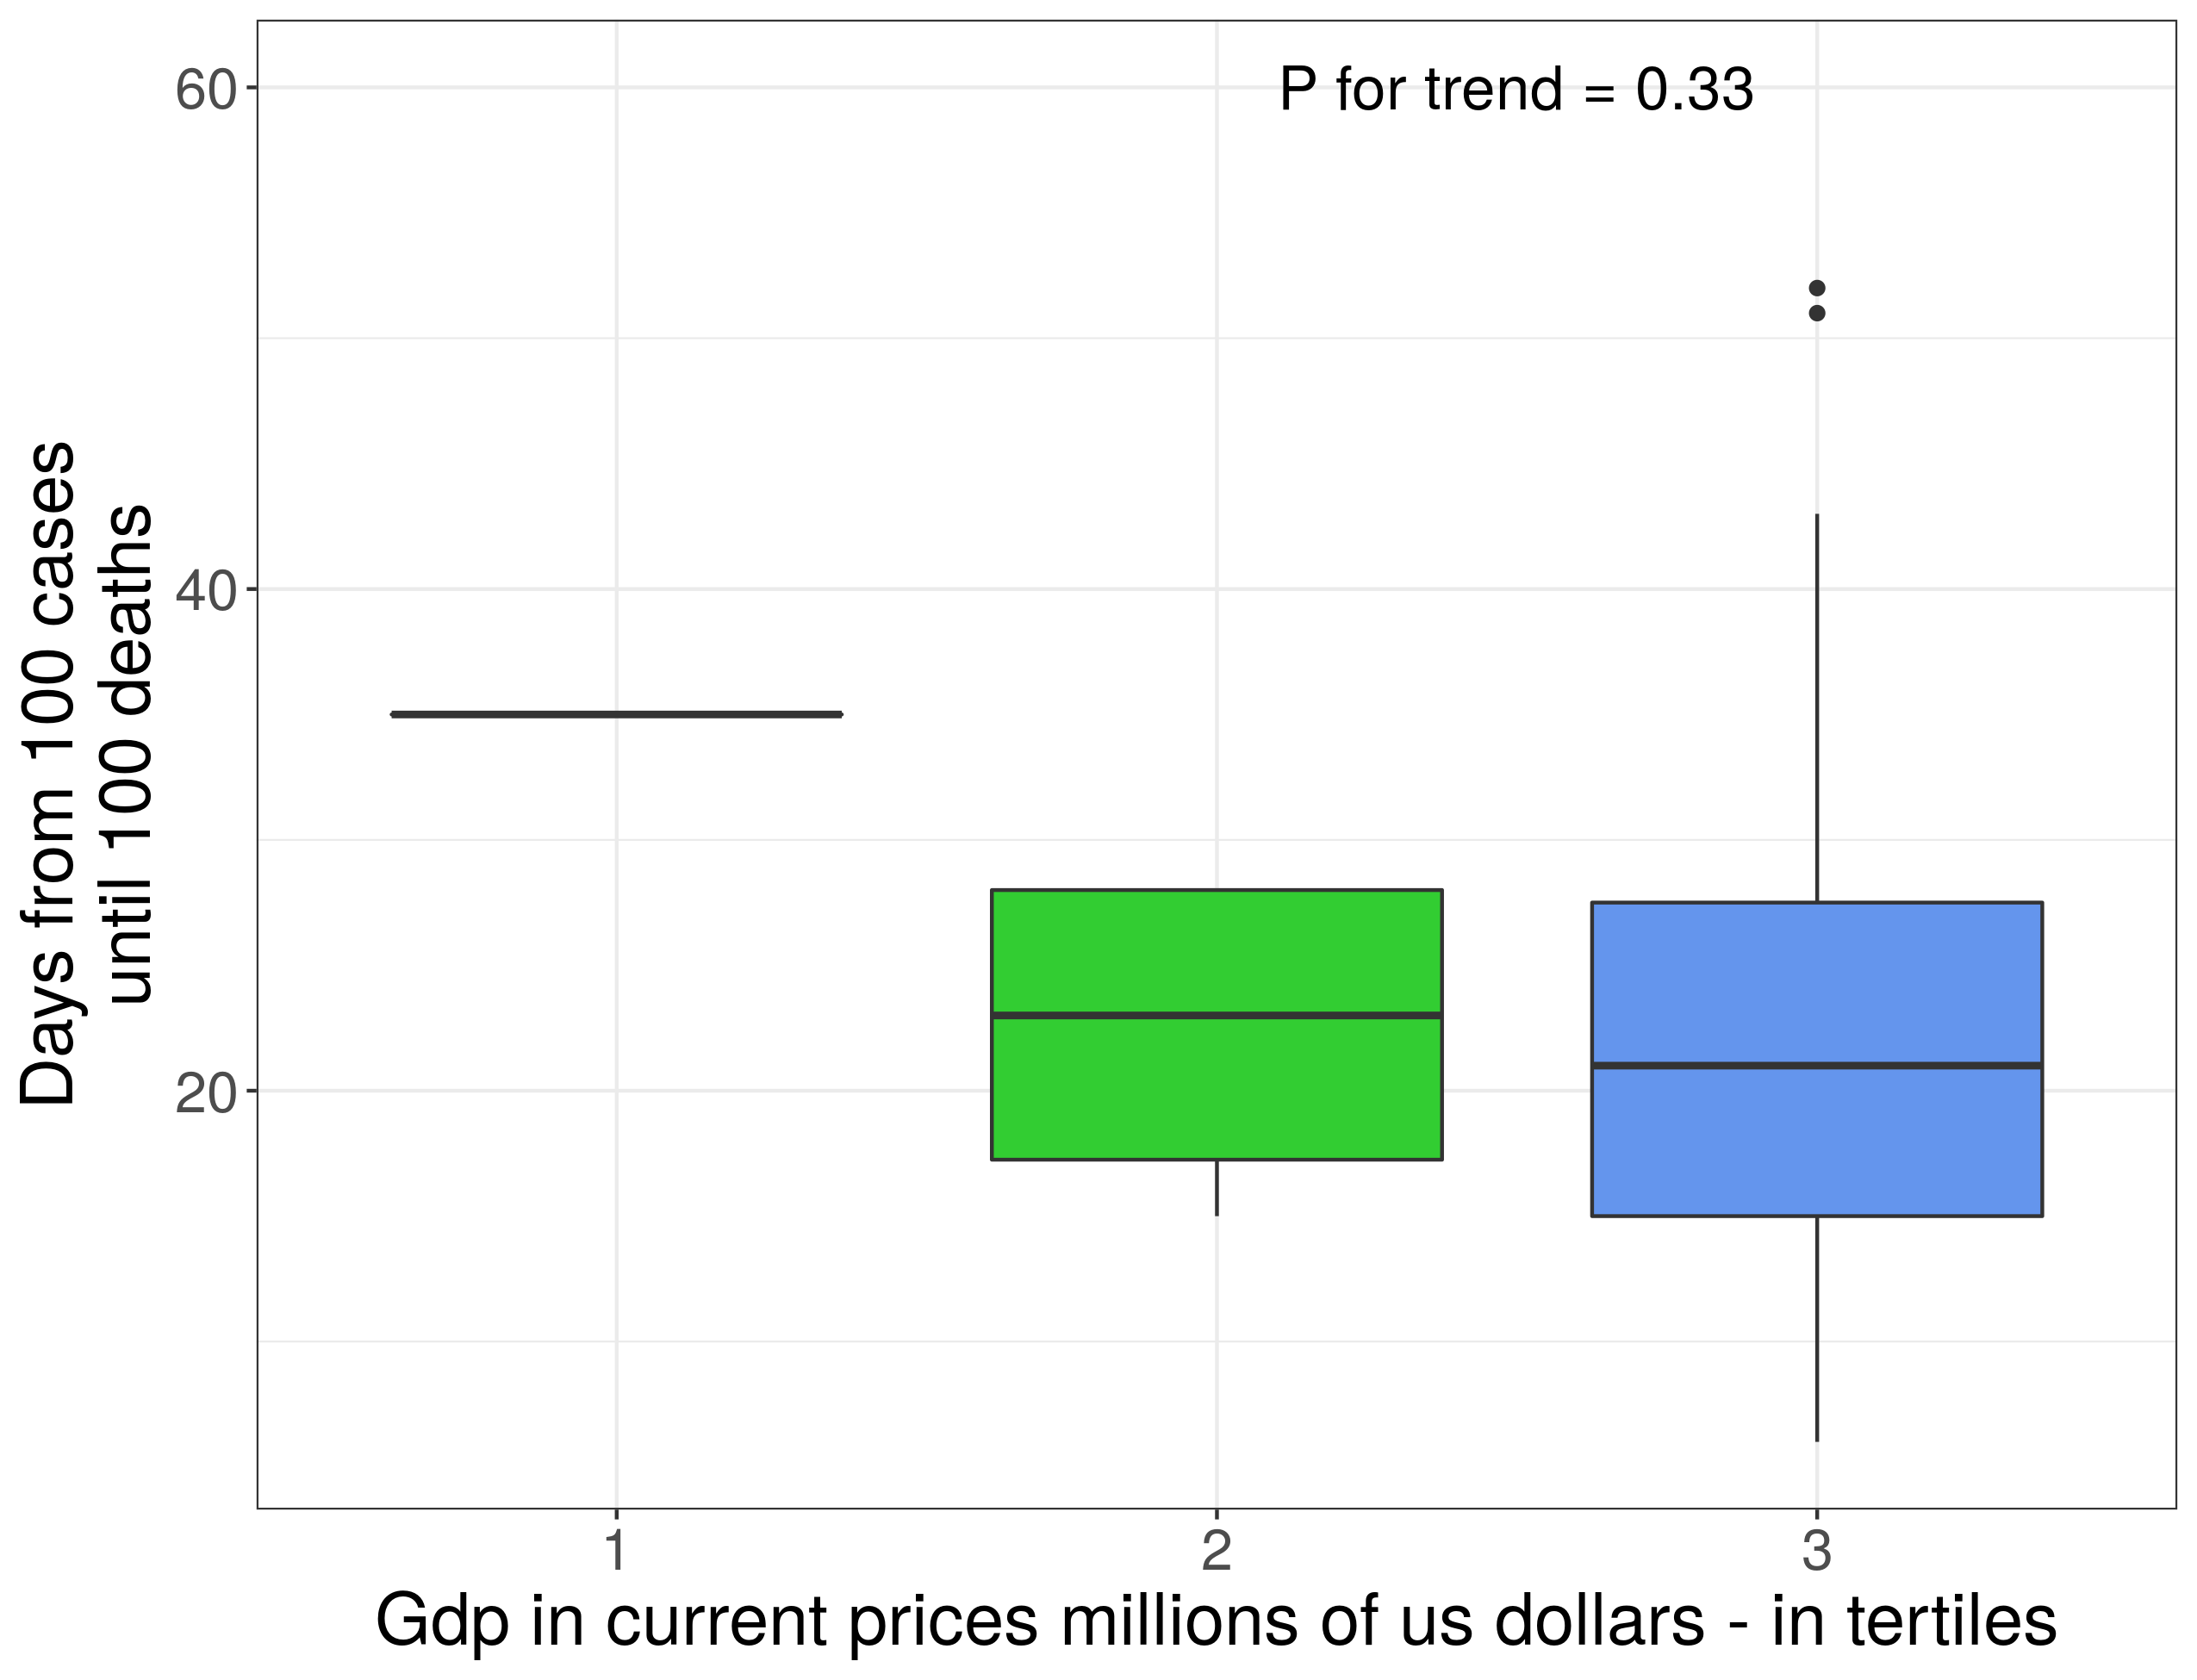 P for trend = 0.33
60
40
20
Days from 100 cases
until 100 deaths
1
2
3
Gdp in current prices millions of us dollars - in tertiles